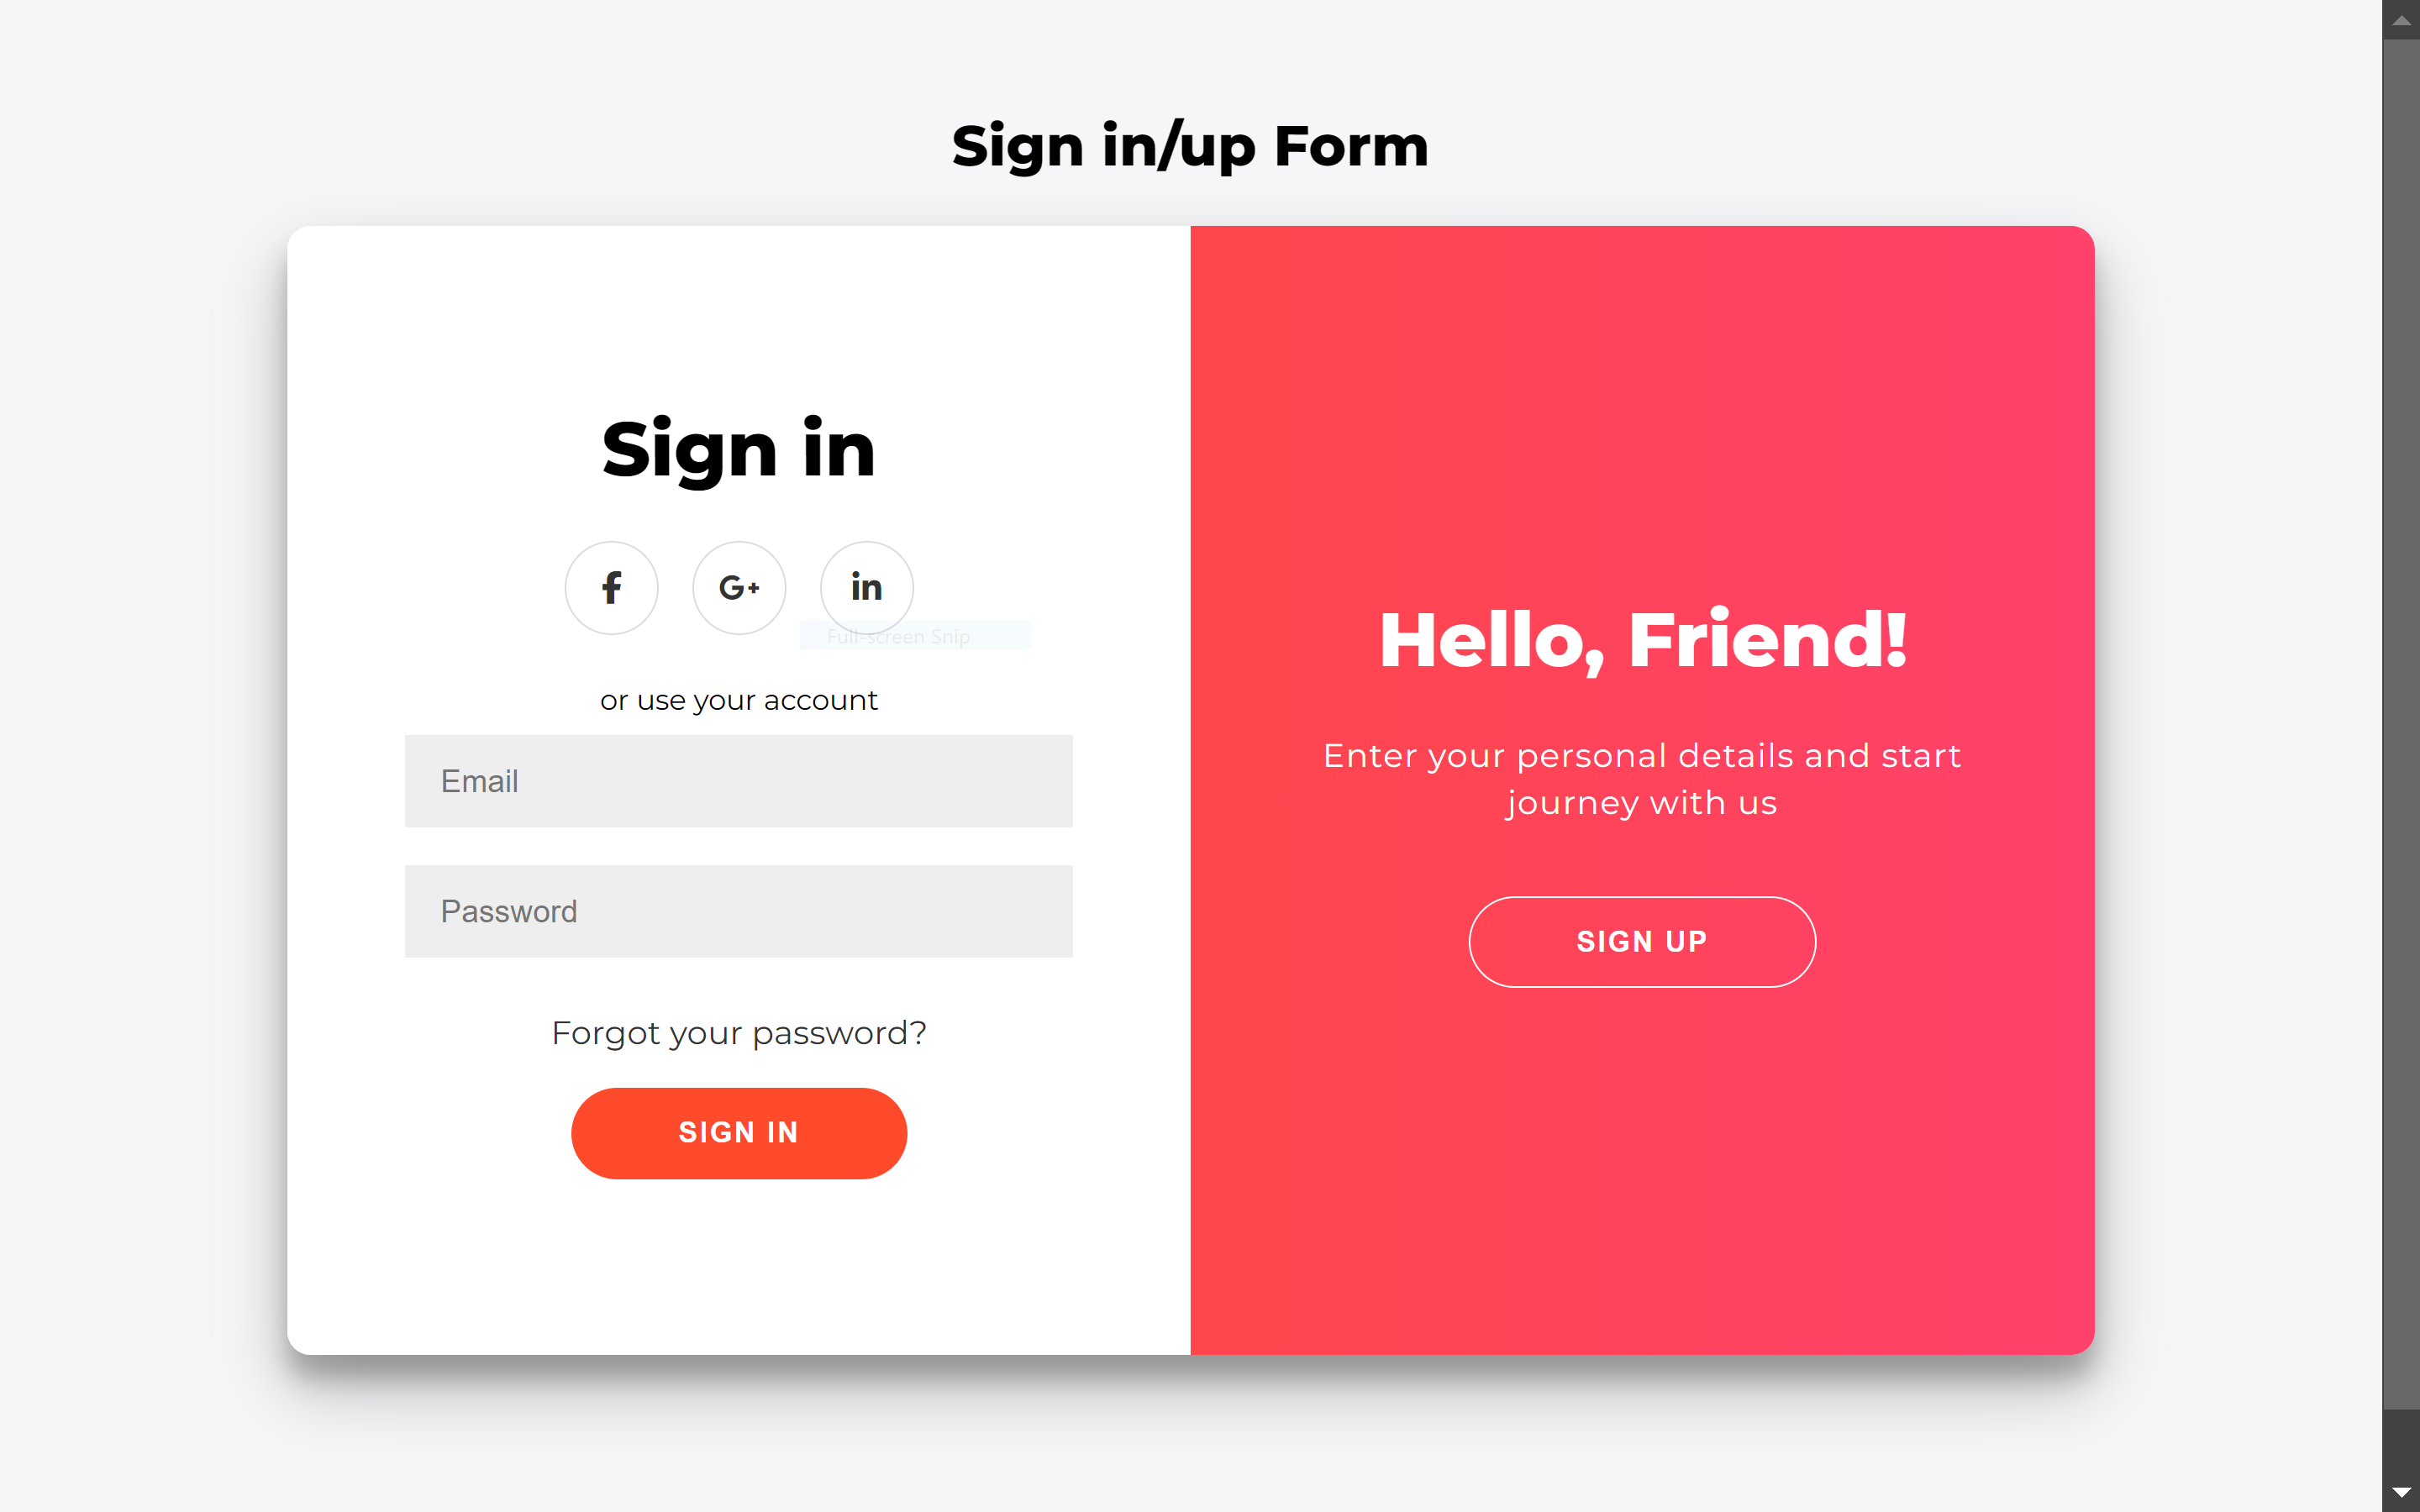 Sign in/up Form
Sign in
f G+ in
Full-screen Snip
or use your account
Email
Password
Forgot your password?
SIGN IN
Hello, Friend!
Enter your personal details and start
journey with us
SIGN UP